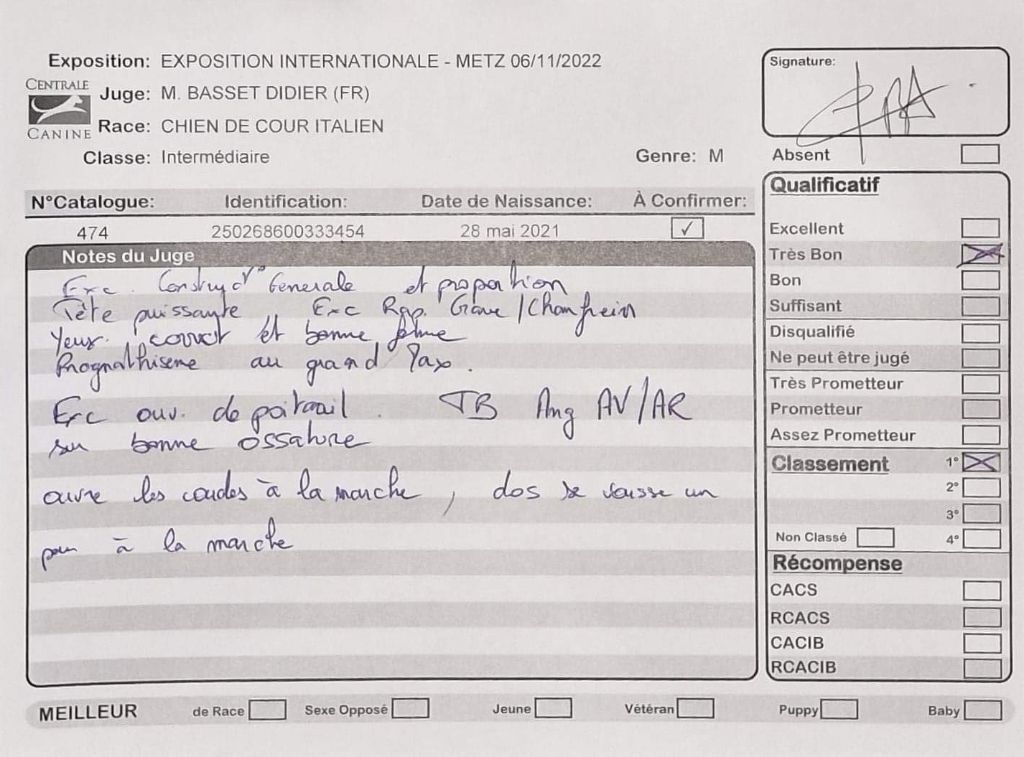 Exposition: EXPOSITION INTERNATIONALE - METZ 06/11/2022
CENTRALE CANINE
Juge: M. BASSET DIDIER (FR)
Race: CHIEN DE COUR ITALIEN
Classe: Intermédiaire
Genre: M
N°Catalogue: Identification: Date de Naissance: À Confirmer:
474 250268600333454 28 mai 2021 ✓
Notes du Juge
Exc. Générale et proportion
Tête puissante Exc Rap. Crâne/Chanfrein
Yeux correct et bonne forme
Prognathisme au grand max.
Exc ouv. de poitrail. TB Ang AV/AR
sur bonne ossature
ouvre les coudes à la marche, dos se vousse un
peu à la marche
Signature:
Absent
Qualificatif
Excellent
Très Bon
Bon
Suffisant
Disqualifié
Ne peut être jugé
Très Prometteur
Prometteur
Assez Prometteur
Classement 1°
2°
3°
Non Classé 4°
Récompense
CACS
RCACS
CACIB
RCACIB
MEILLEUR de Race Sexe Opposé Jeune Vétéran Puppy Baby